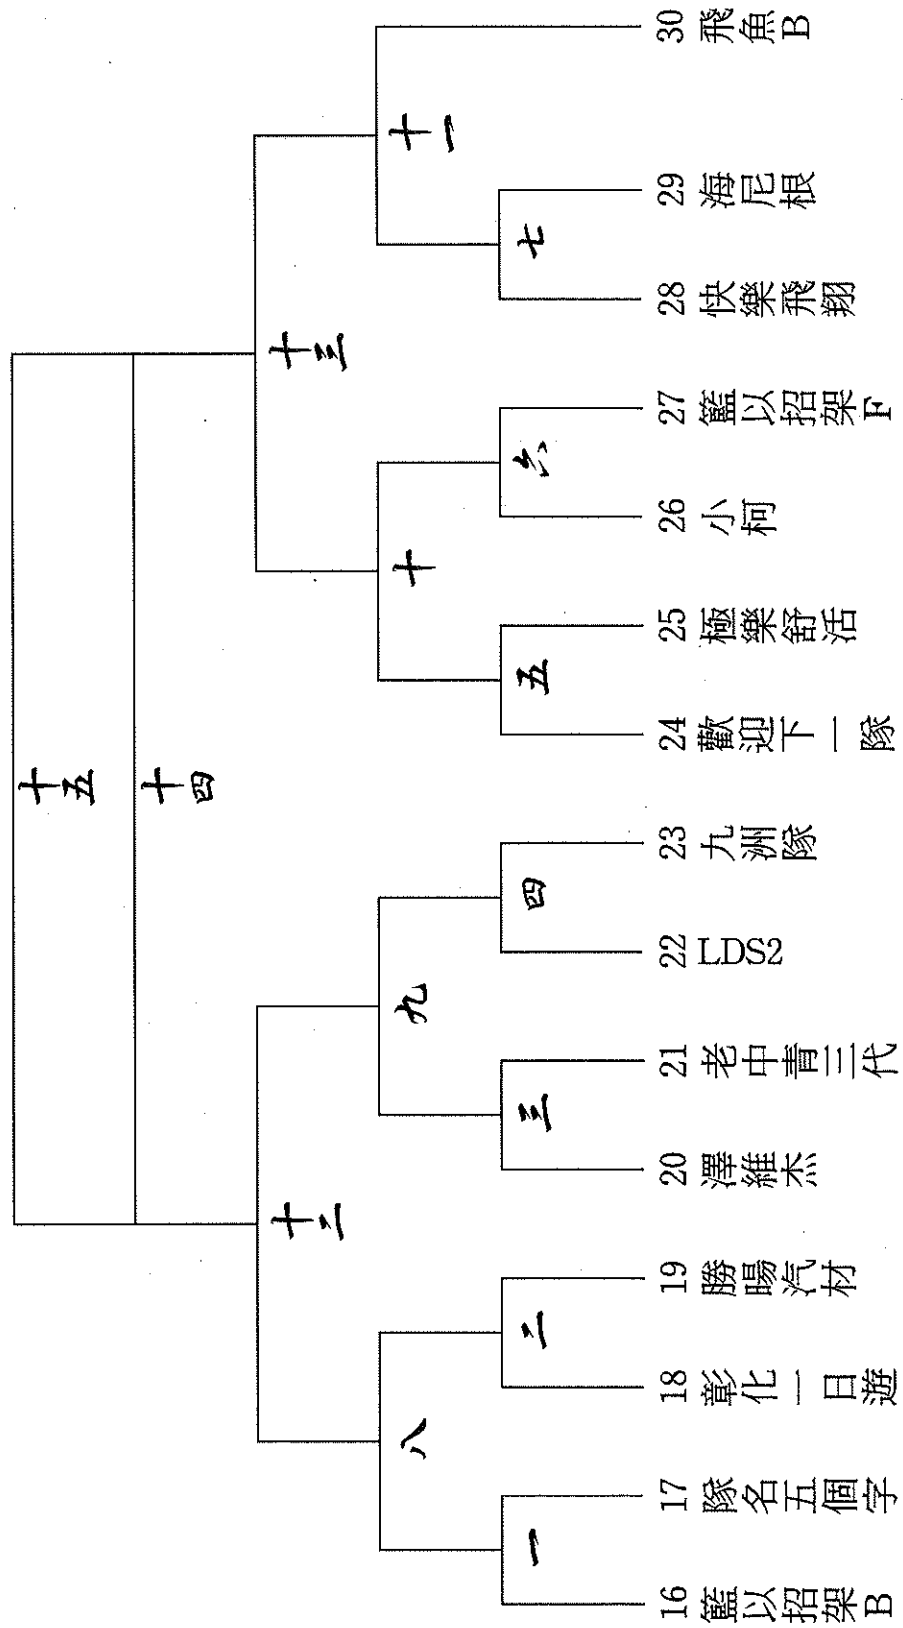 十五
十四
十二
十三
八
九
十
十一
一
二
三
四
五
六
七
16 籃以招架B
17 隊名五個字
18 彰化一日遊
19 勝暘汽材
20 澤維杰
21 老中青三代
22 LDS2
23 九洲隊
24 歡迎下一隊
25 極樂舒活
26 小柯
27 籃以招架F
28 快樂飛翔
29 海尼根
30 飛魚B